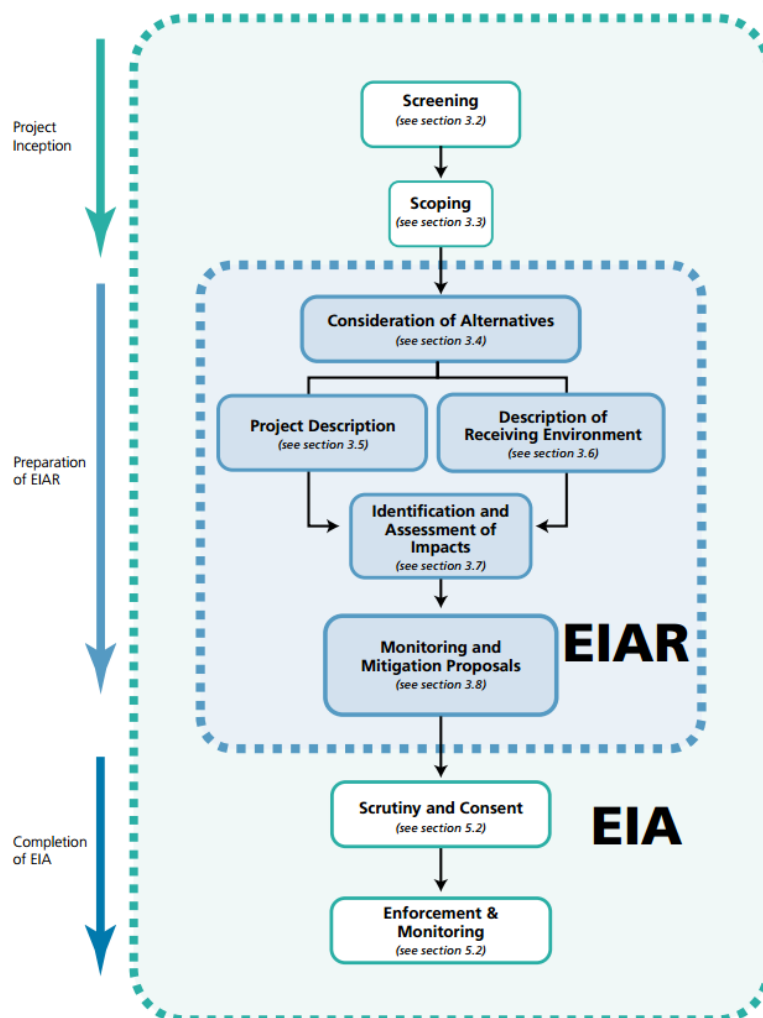 Project
Inception
Screening
(see section 3.2)
Scoping
(see section 3.3)
Consideration of Alternatives
(see section 3.4)
Project Description
(see section 3.5)
Description of
Receiving Environment
(see section 3.6)
Preparation
of EIAR
Identification and
Assessment of
Impacts
(see section 3.7)
Monitoring and
Mitigation Proposals
(see section 3.8)
EIAR
Scrutiny and Consent
(see section 5.2)
EIA
Completion
of EIA
Enforcement &
Monitoring
(see section 5.2)